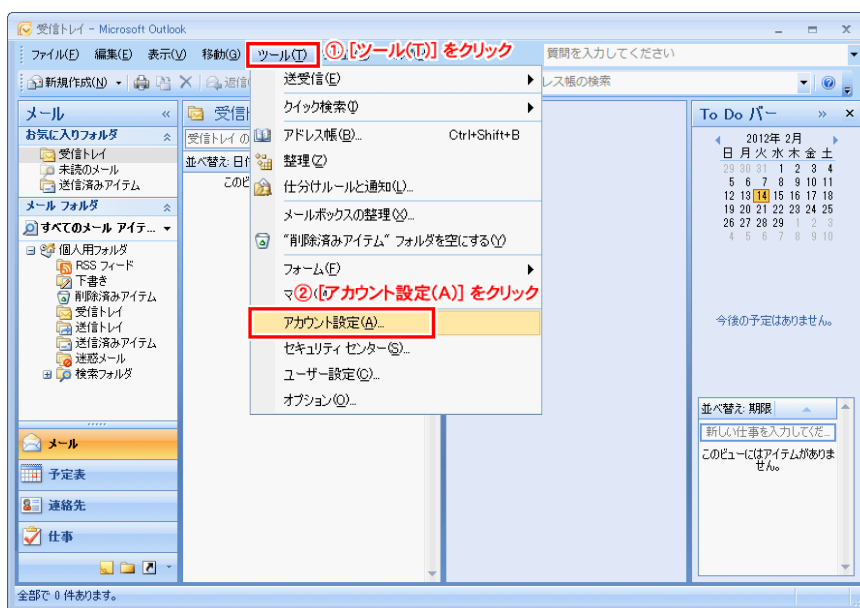 受信トレイ - Microsoft Outlook
ファイル(F) 編集(E) 表示(V) 移動(G) ツール(T) ① [ツール(T)] をクリック 質問を入力してください
新規作成(N) 返信
レス帳の検索
メール
お気に入りフォルダ
受信トレイ
未読のメール
送信済みアイテム
メール フォルダ
すべてのメール アイテ...
個人用フォルダ
RSS フィード
下書き
削除済みアイテム
受信トレイ
送信トレイ
送信済みアイテム
迷惑メール
検索フォルダ
メール
予定表
連絡先
仕事
受信ト
受信トレイ の
並べ替え: 日付
このビ
送受信(E)
クイック検索(I)
アドレス帳(B)... Ctrl+Shift+B
整理(Z)
仕分けルールと通知(L)...
メールボックスの整理(X)...
"削除済みアイテム" フォルダを空にする(Y)
フォーム(F)
マ
② [アカウント設定(A)] をクリック
アカウント設定(A)...
セキュリティ センター(S)...
ユーザー設定(C)...
オプション(O)...
To Do バー
2012年 2月
日 月 火 水 木 金 土
29 30 31 1 2 3 4
5 6 7 8 9 10 11
12 13 14 15 16 17 18
19 20 21 22 23 24 25
26 27 28 29 1 2 3
4 5 6 7 8 9 10
今後の予定はありません。
並べ替え: 期限
新しい仕事を入力してくだ...
このビューにはアイテムがありま
せん。
全部で 0 件あります。